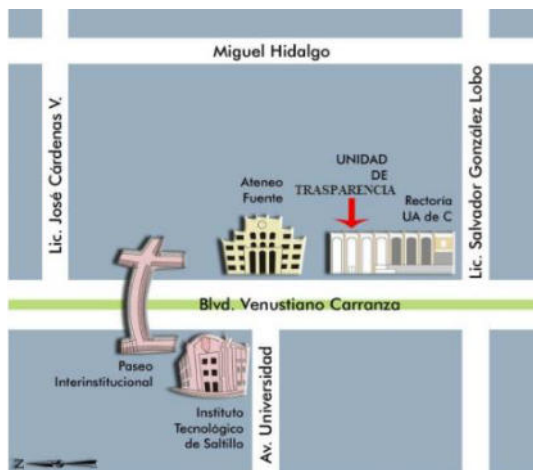 Miguel Hidalgo
Lic. José Cárdenas V.
Lic. Salvador González Lobo
UNIDAD
DE
TRASPARENCIA
Ateneo
Fuente
Rectoría
UA de C
Blvd. Venustiano Carranza
Paseo
Interinstitucional
Instituto
Tecnológico
de Saltillo
Av. Universidad
N